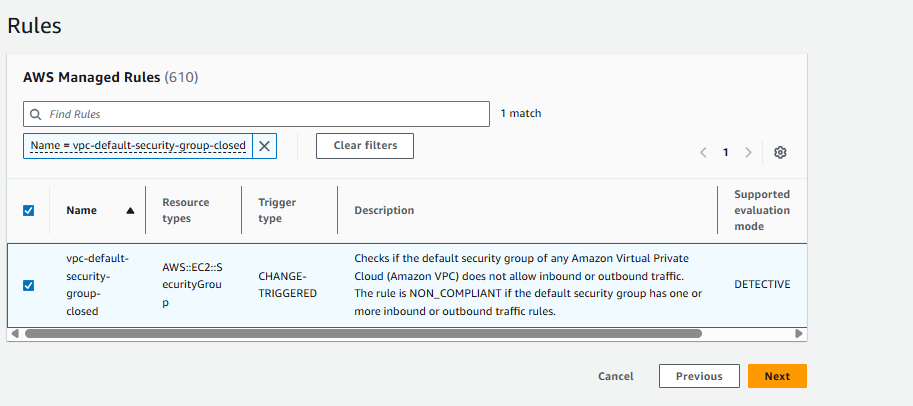 Rules
AWS Managed Rules (610)
Find Rules
1 match
Name = vpc-default-security-group-closed
Clear filters
1
Name
Resource
types
Trigger
type
Description
Supported
evaluation
mode
vpc-default-
security-
group-
closed
AWS::EC2::S
ecurityGrou
p
CHANGE-
TRIGGERED
Checks if the default security group of any Amazon Virtual Private
Cloud (Amazon VPC) does not allow inbound or outbound traffic.
The rule is NON_COMPLIANT if the default security group has one or
more inbound or outbound traffic rules.
DETECTIVE
Cancel
Previous
Next